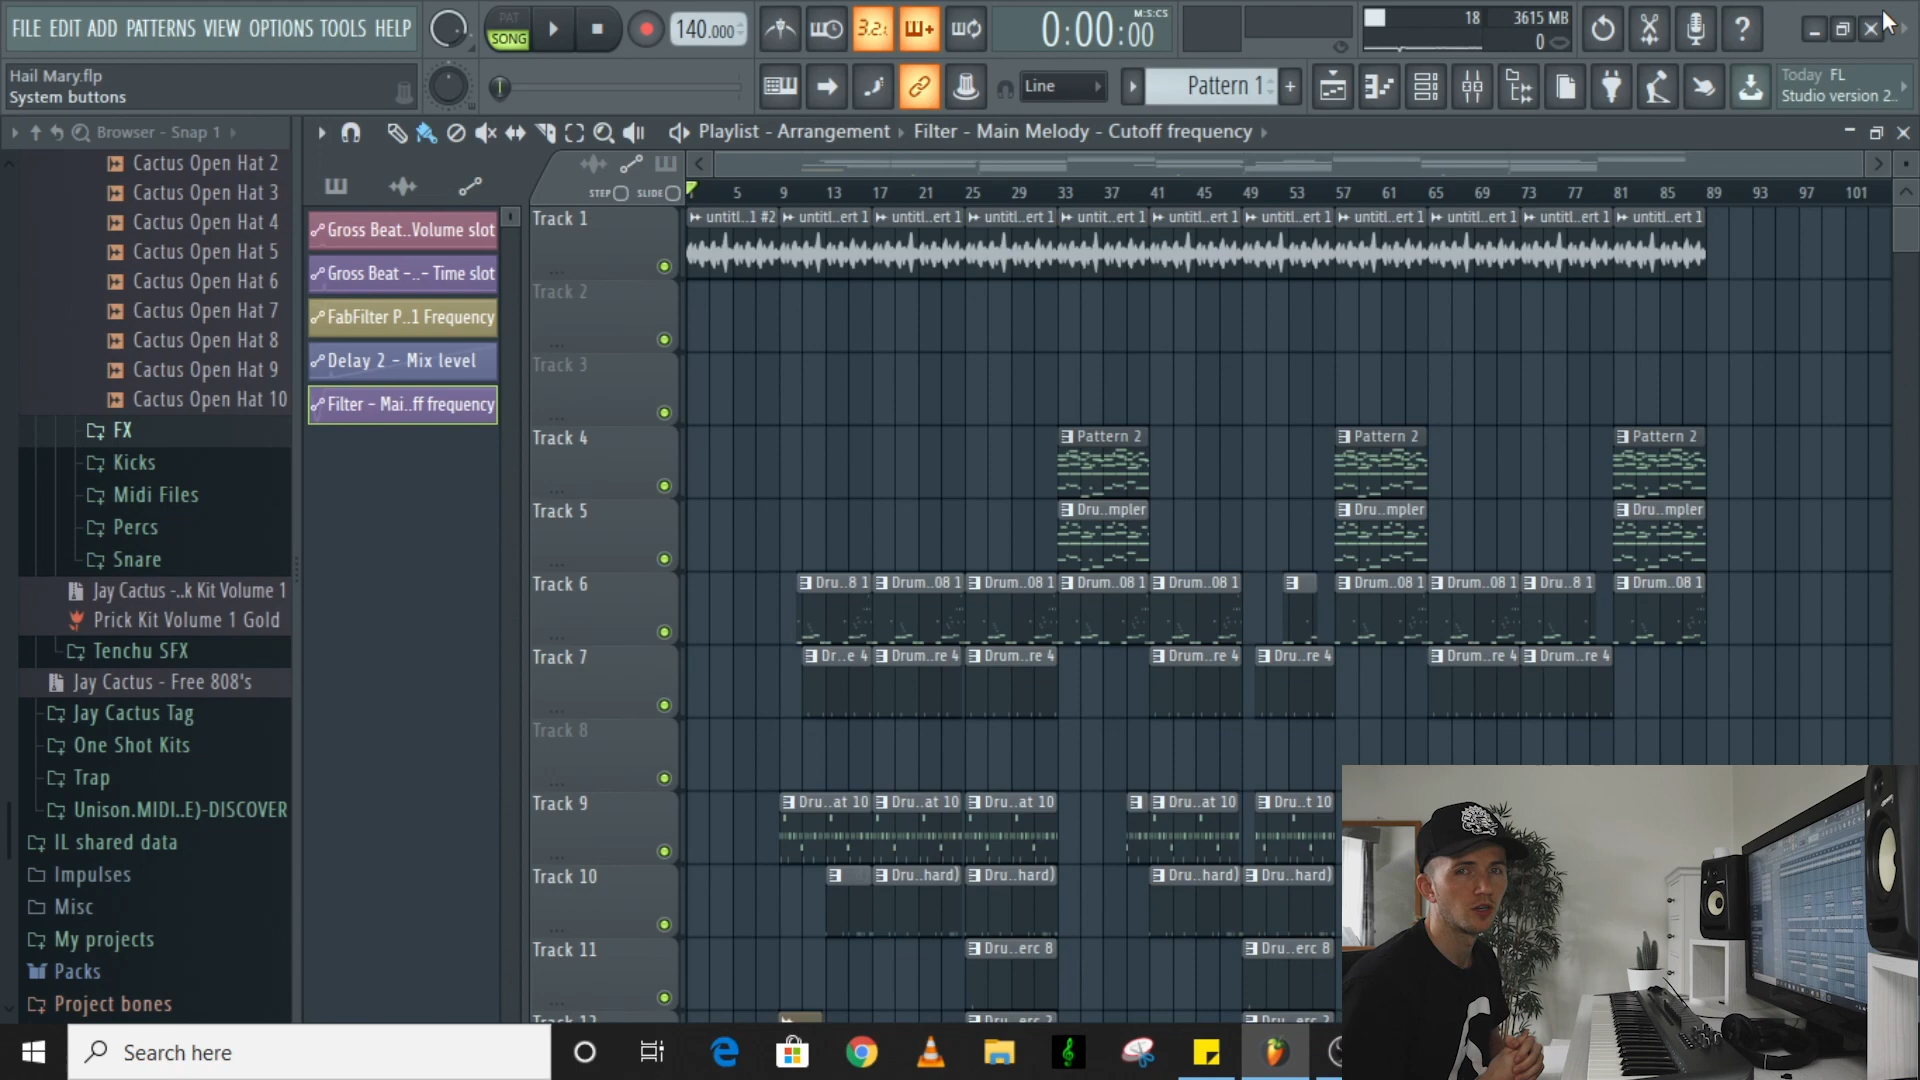 FILE EDIT ADD PATTERNS VIEW OPTIONS TOOLS HELP
PAT
SONG
140.000
3.2.
0:00:00
M:S:CS
18
3615 MB
0
Hail Mary.flp
System buttons
Line
Pattern 1
Today FL
Studio version 2..
Browser - Snap 1
Playlist - Arrangement
Filter - Main Melody - Cutoff frequency
STEP
SLIDE
5 9 13 17 21 25 29 33 37 41 45 49 53 57 61 65 69 73 77 81 85 89 93 97 101
Cactus Open Hat 2
Cactus Open Hat 3
Cactus Open Hat 4
Cactus Open Hat 5
Cactus Open Hat 6
Cactus Open Hat 7
Cactus Open Hat 8
Cactus Open Hat 9
Cactus Open Hat 10
FX
Kicks
Midi Files
Percs
Snare
Jay Cactus -..k Kit Volume 1
Prick Kit Volume 1 Gold
Tenchu SFX
Jay Cactus - Free 808's
Jay Cactus Tag
One Shot Kits
Trap
Unison.MIDI..E)-DISCOVER
IL shared data
Impulses
Misc
My projects
Packs
Project bones
Gross Beat..Volume slot
Gross Beat -..- Time slot
FabFilter P..1 Frequency
Delay 2 - Mix level
Filter - Mai..ff frequency
Track 1
untitl..1 #2 untitl..ert 1 untitl..ert 1 untitl..ert 1 untitl..ert 1 untitl..ert 1 untitl..ert 1 untitl..ert 1 untitl..ert 1 untitl..ert 1 untitl..ert 1
Track 2
Track 3
Track 4
Pattern 2 Pattern 2 Pattern 2
Track 5
Dru..mpler Dru..mpler Dru..mpler
Track 6
Dru..8 1 Drum..08 1 Drum..08 1 Drum..08 1 Drum..08 1 Drum..08 1 Drum..08 1 Dru..8 1 Drum..08 1
Track 7
Dr..e 4 Drum..re 4 Drum..re 4 Drum..re 4 Dru..re 4 Drum..re 4 Drum..re 4
Track 8
Track 9
Dru..at 10 Dru..at 10 Dru..at 10 Dru..at 10 Dru..t 10
Track 10
Dru..hard) Dru..hard) Dru..hard) Dru..hard)
Track 11
Dru..erc 8 Dru..erc 8
Track 12
Dru..erc 2 Dru..erc 2
Search here